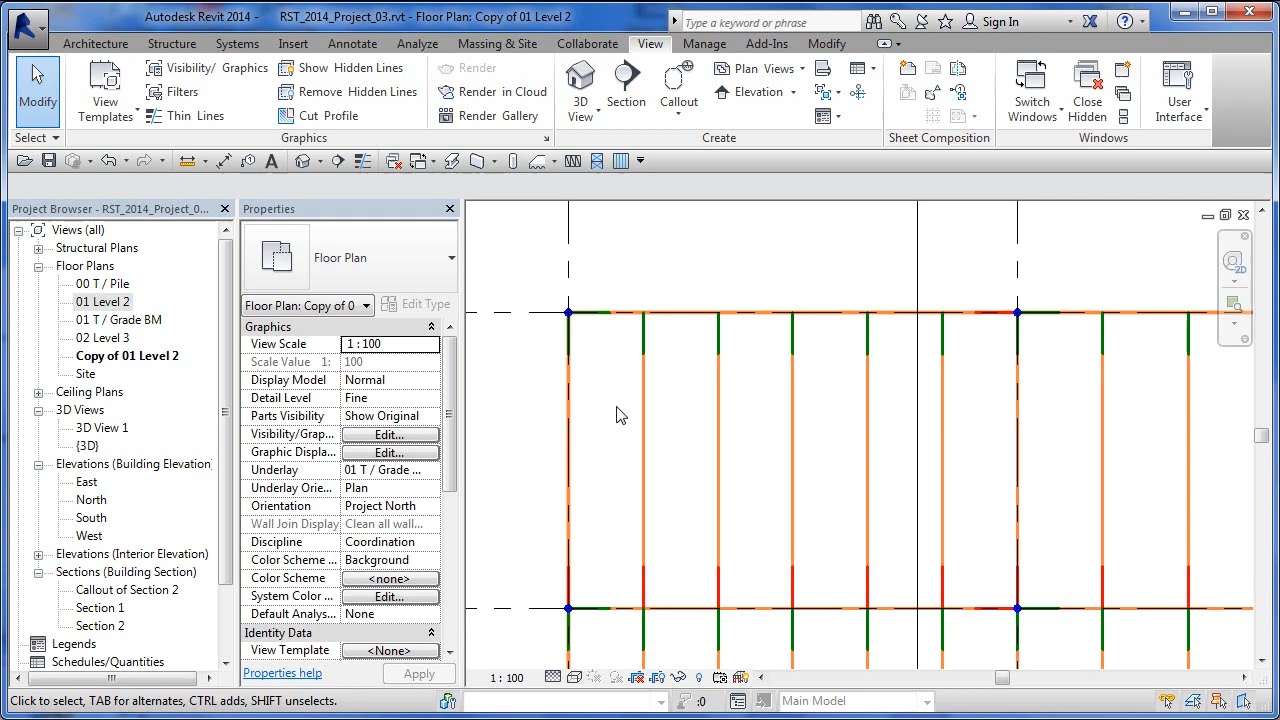 Autodesk Revit 2014 - RST_2014_Project_03.rvt - Floor Plan: Copy of 01 Level 2
Type a keyword or phrase
Sign In
Architecture Structure Systems Insert Annotate Analyze Massing & Site Collaborate View Manage Add-Ins Modify
Modify
Select
View Templates
Visibility/ Graphics
Filters
Thin Lines
Show Hidden Lines
Remove Hidden Lines
Cut Profile
Render
Render in Cloud
Render Gallery
Graphics
3D View
Section
Callout
Plan Views
Elevation
Create
Sheet Composition
Switch Windows
Close Hidden
User Interface
Windows
Project Browser - RST_2014_Project_0...
Views (all)
Structural Plans
Floor Plans
00 T / Pile
01 Level 2
01 T / Grade BM
02 Level 3
Copy of 01 Level 2
Site
Ceiling Plans
3D Views
3D View 1
{3D}
Elevations (Building Elevation)
East
North
South
West
Elevations (Interior Elevation)
Sections (Building Section)
Callout of Section 2
Section 1
Section 2
Legends
Schedules/Quantities
Properties
Floor Plan
Floor Plan: Copy of 0
Edit Type
Graphics
View Scale 1 : 100
Scale Value 1: 100
Display Model Normal
Detail Level Fine
Parts Visibility Show Original
Visibility/Grap... Edit...
Graphic Displa... Edit...
Underlay 01 T / Grade ...
Underlay Orie... Plan
Orientation Project North
Wall Join Display Clean all wall...
Discipline Coordination
Color Scheme ... Background
Color Scheme <none>
System Color ... Edit...
Default Analys... None
Identity Data
View Template <None>
Properties help
Apply
2D
1 : 100
Click to select, TAB for alternates, CTRL adds, SHIFT unselects.
:0
Main Model